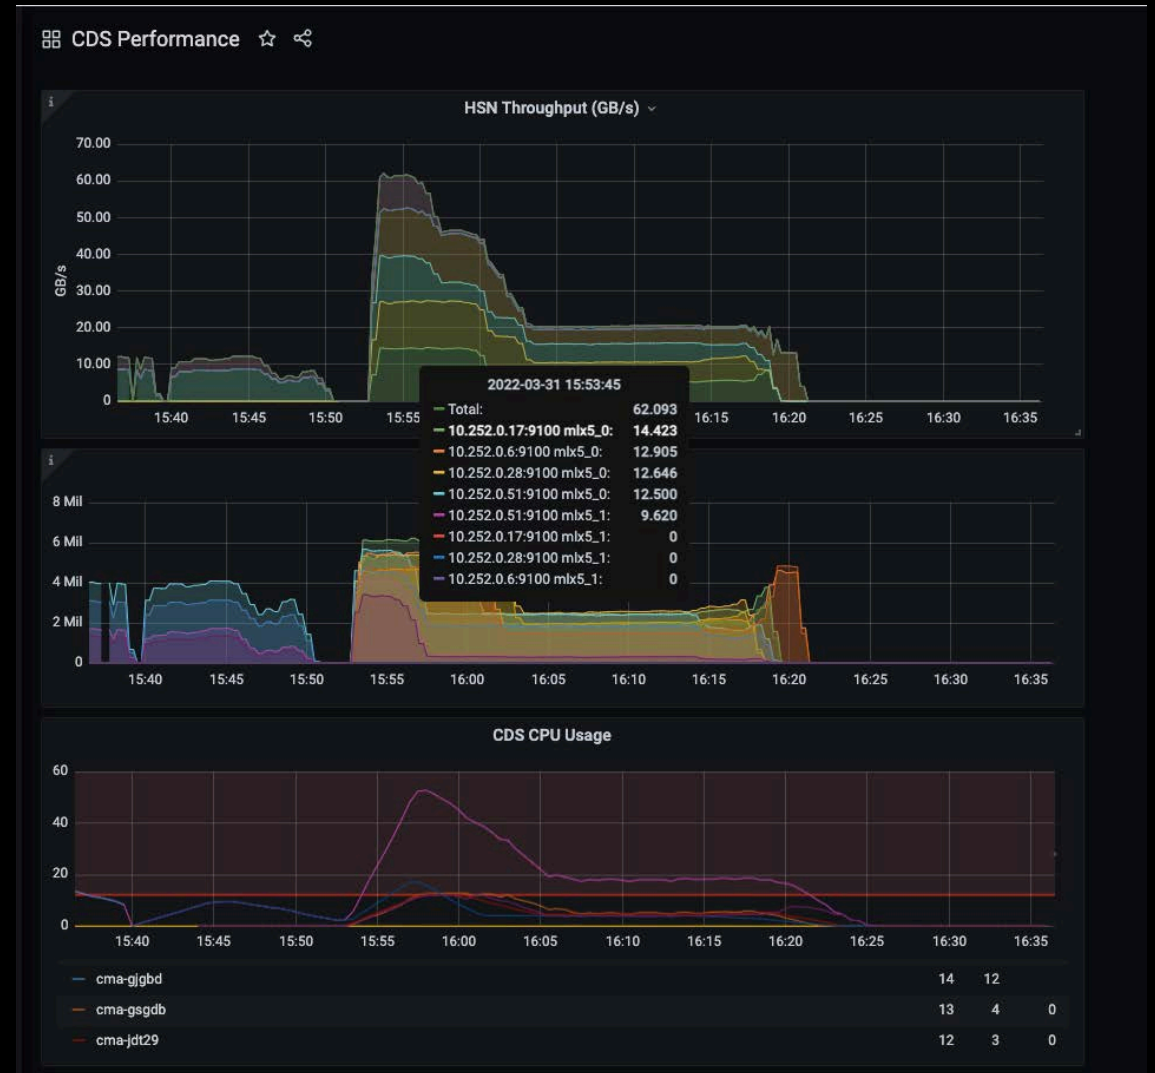 CDS Performance
HSN Throughput (GB/s)
70.00
60.00
50.00
40.00
30.00
20.00
10.00
0
GB/s
15:40 15:45 15:50 15:55 16:15 16:20 16:25 16:30 16:35
2022-03-31 15:53:45
Total: 62.093
10.252.0.17:9100 mlx5_0: 14.423
10.252.0.6:9100 mlx5_0: 12.905
10.252.0.28:9100 mlx5_0: 12.646
10.252.0.51:9100 mlx5_0: 12.500
10.252.0.51:9100 mlx5_1: 9.620
10.252.0.17:9100 mlx5_1: 0
10.252.0.28:9100 mlx5_1: 0
10.252.0.6:9100 mlx5_1: 0
8 Mil
6 Mil
4 Mil
2 Mil
0
15:40 15:45 15:50 15:55 16:00 16:05 16:10 16:15 16:20 16:25 16:30 16:35
CDS CPU Usage
60
40
20
0
15:40 15:45 15:50 15:55 16:00 16:05 16:10 16:15 16:20 16:25 16:30 16:35
cma-gjgbd 14 12
cma-gsgdb 13 4 0
cma-jdt29 12 3 0